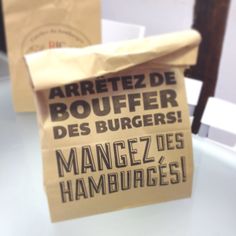 ARRÊTEZ DE
BOUFFER
DES BURGERS!
MANGEZ DES
HAMBURGÉS!